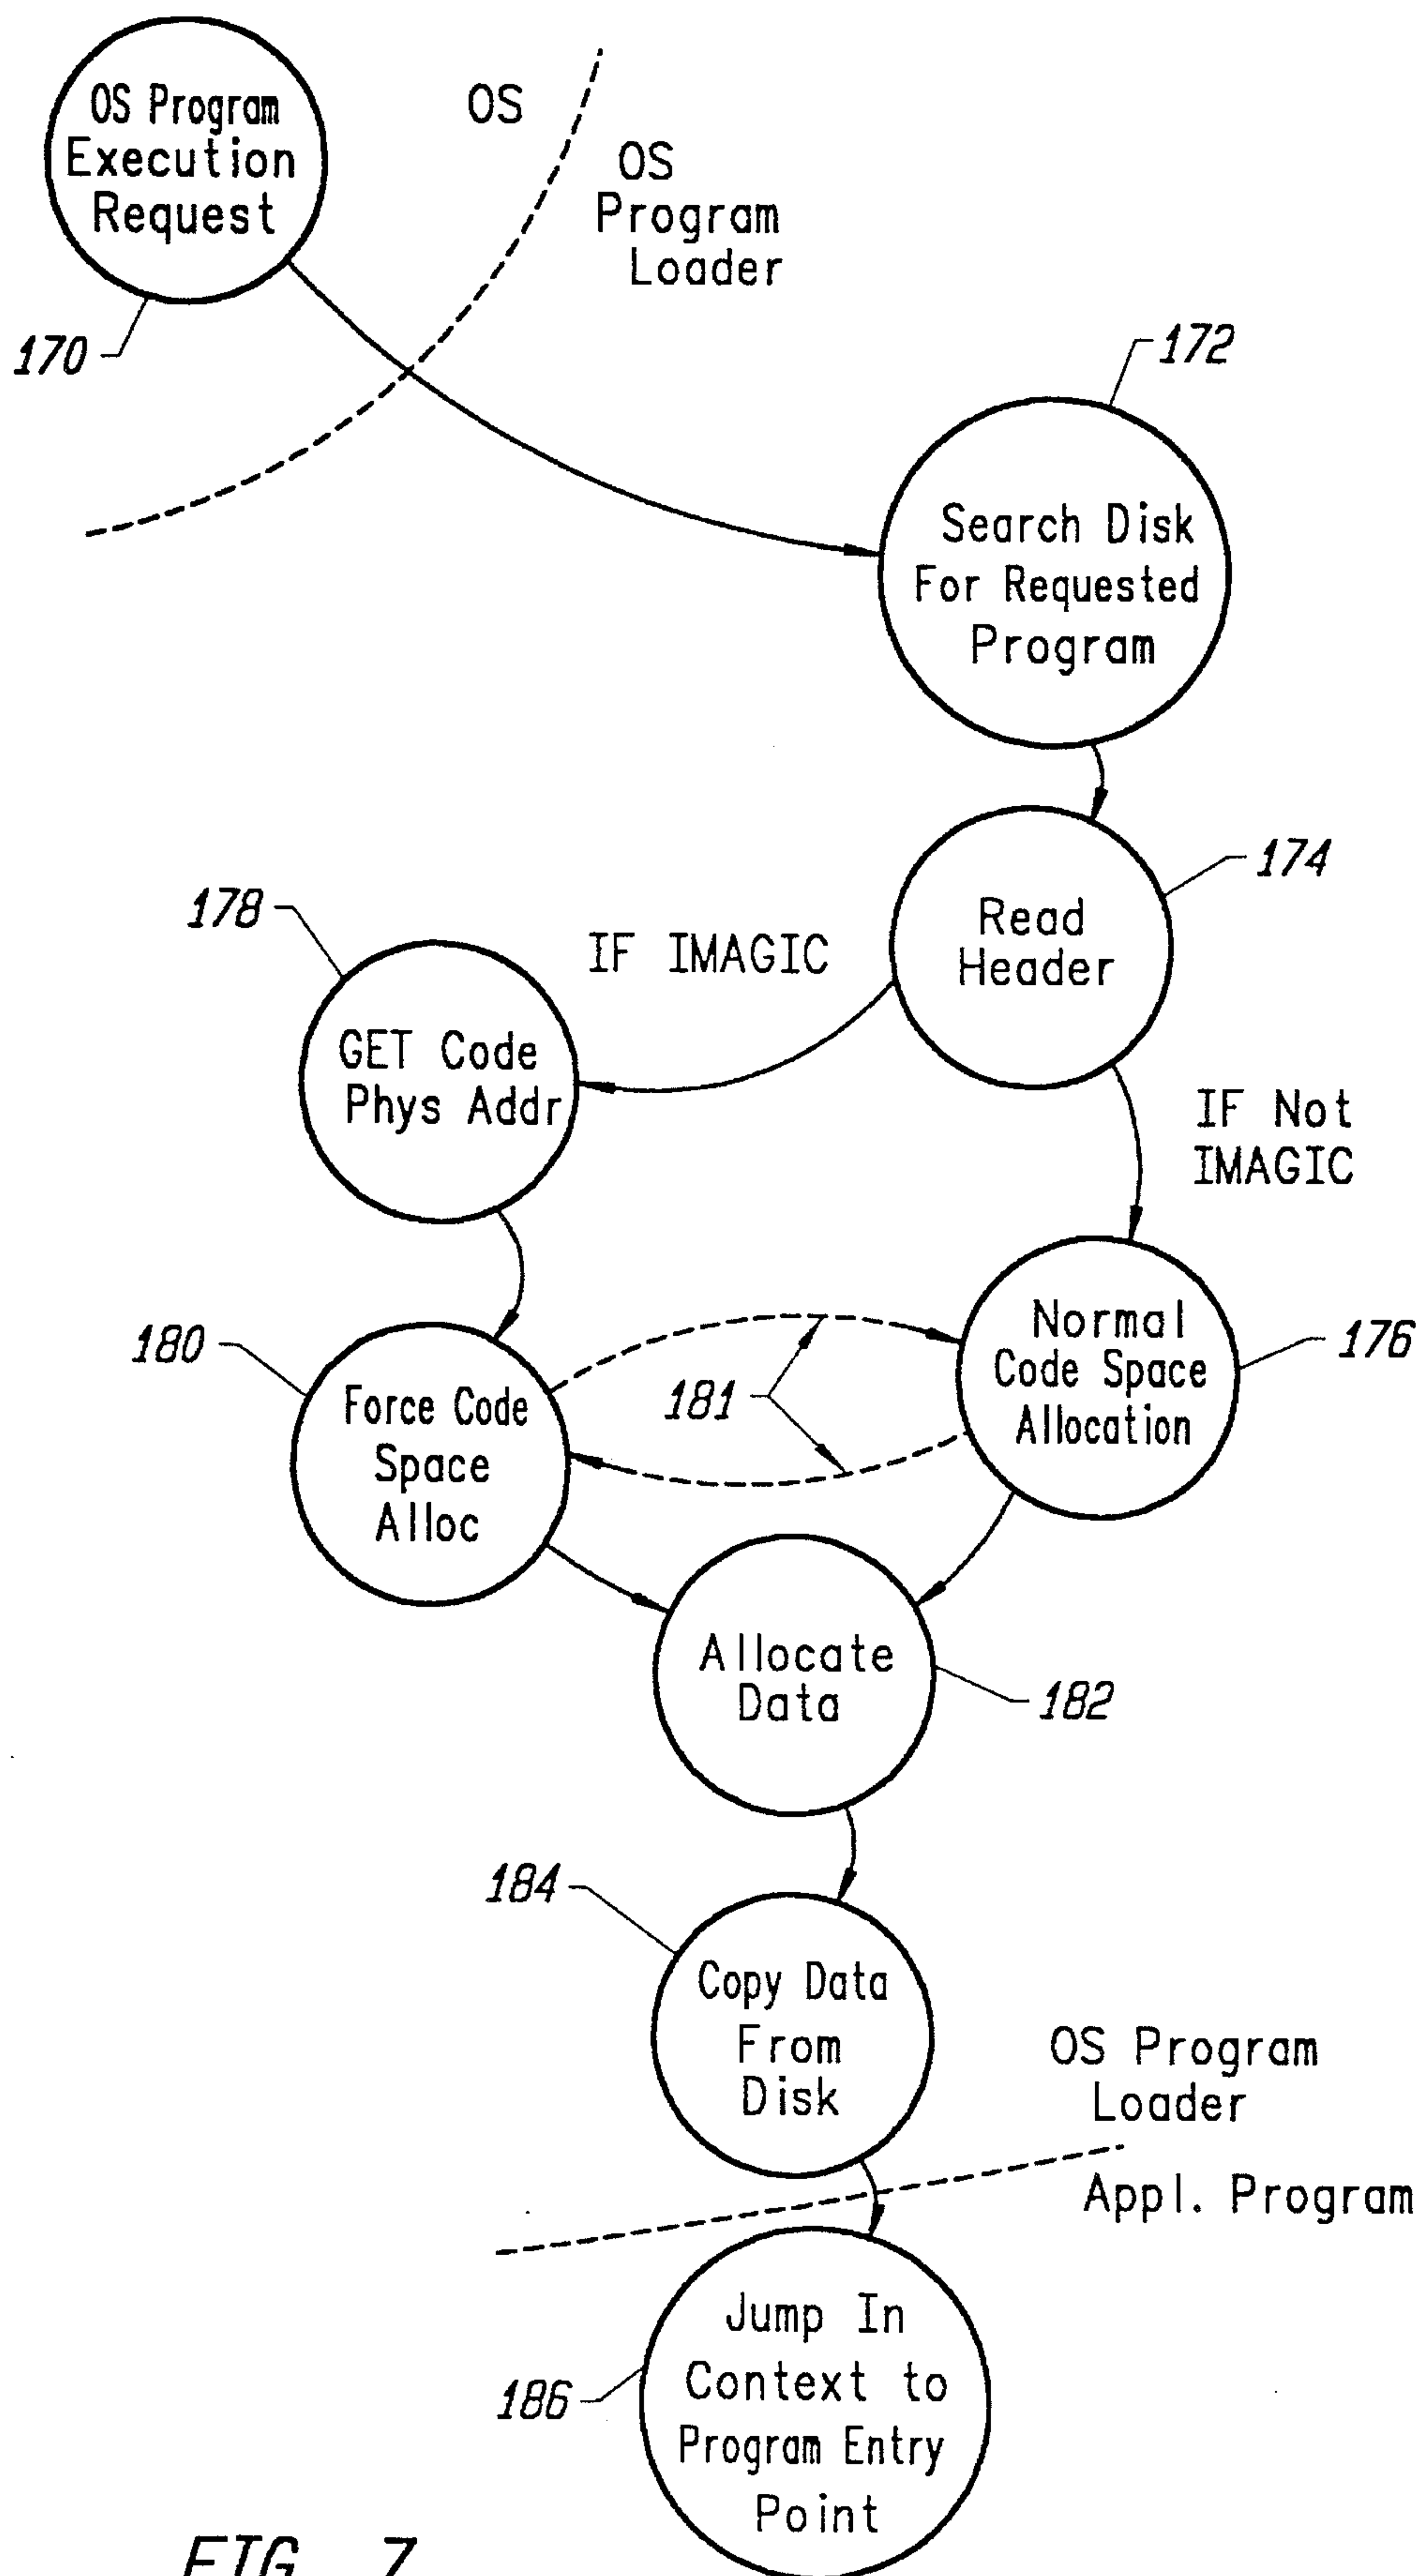 OS Program
Execution
Request
OS
OS
Program
Loader
170
172
Search Disk
For Requested
Program
174
Read
Header
178
IF IMAGIC
GET Code
Phys Addr
IF Not
IMAGIC
180
Force Code
Space
Alloc
181
Normal
Code Space
Allocation
176
Allocate
Data
182
184
Copy Data
From
Disk
OS Program
Loader
Appl. Program
186
Jump In
Context to
Program Entry
Point
FIG. 7